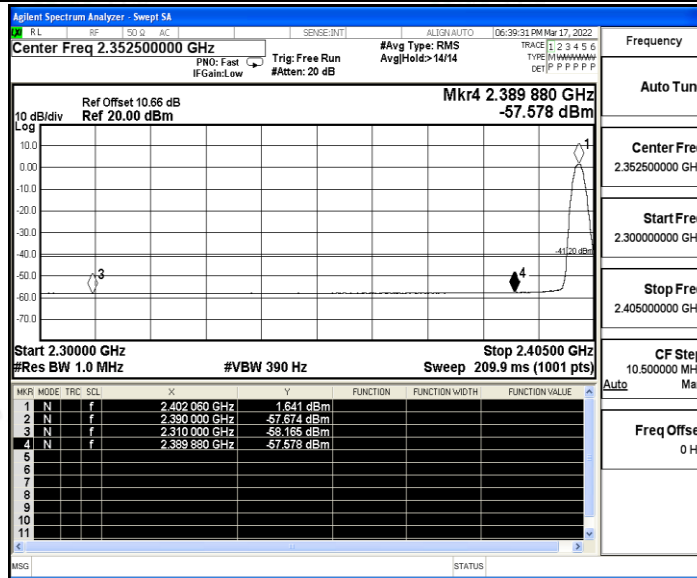 Agilent Spectrum Analyzer - Swept SA
RL RF 50 Ω AC SENSE:INT ALIGN AUTO 06:39:31 PM Mar 17, 2022
Center Freq 2.352500000 GHz
PNO: Fast
IFGain:Low
Trig: Free Run
#Atten: 20 dB
#Avg Type: RMS
Avg|Hold:>14/14
TRACE 1 2 3 4 5 6
TYPE M W W W W W
DET P P P P P P
Mkr4 2.389 880 GHz
-57.578 dBm
Ref Offset 10.66 dB
10 dB/div Ref 20.00 dBm
Log
10.0
0.00
-10.0
-20.0
-30.0
-40.0
-50.0
-60.0
-70.0
1
-41.20 dBm
3
4
Start 2.30000 GHz Stop 2.40500 GHz
#Res BW 1.0 MHz #VBW 390 Hz Sweep 209.9 ms (1001 pts)
MKR MODE TRC SCL X Y FUNCTION FUNCTION WIDTH FUNCTION VALUE
1 N f 2.402 060 GHz 1.641 dBm
2 N f 2.390 000 GHz -57.674 dBm
3 N f 2.310 000 GHz -58.165 dBm
4 N f 2.389 880 GHz -57.578 dBm
5
6
7
8
9
10
11
MSG STATUS
Frequency
Auto Tun
Center Fre
2.352500000 GH
Start Fre
2.300000000 GH
Stop Fre
2.405000000 GH
CF Step
10.500000 MH
Auto Ma
Freq Offse
0 H